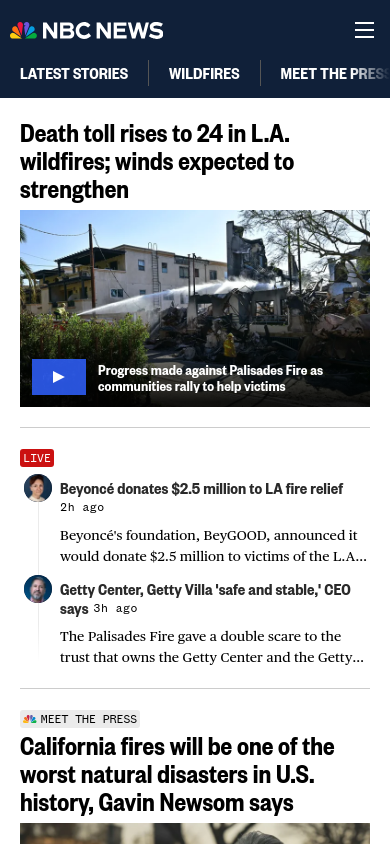 NBC NEWS
LATEST STORIES
WILDFIRES
MEET THE PRESS
Death toll rises to 24 in L.A.
wildfires; winds expected to
strengthen
Progress made against Palisades Fire as
communities rally to help victims
LIVE
Beyoncé donates $2.5 million to LA fire relief
2h ago
Beyoncé's foundation, BeyGOOD, announced it
would donate $2.5 million to victims of the L.A...
Getty Center, Getty Villa 'safe and stable,' CEO
says 3h ago
The Palisades Fire gave a double scare to the
trust that owns the Getty Center and the Getty...
MEET THE PRESS
California fires will be one of the
worst natural disasters in U.S.
history, Gavin Newsom says